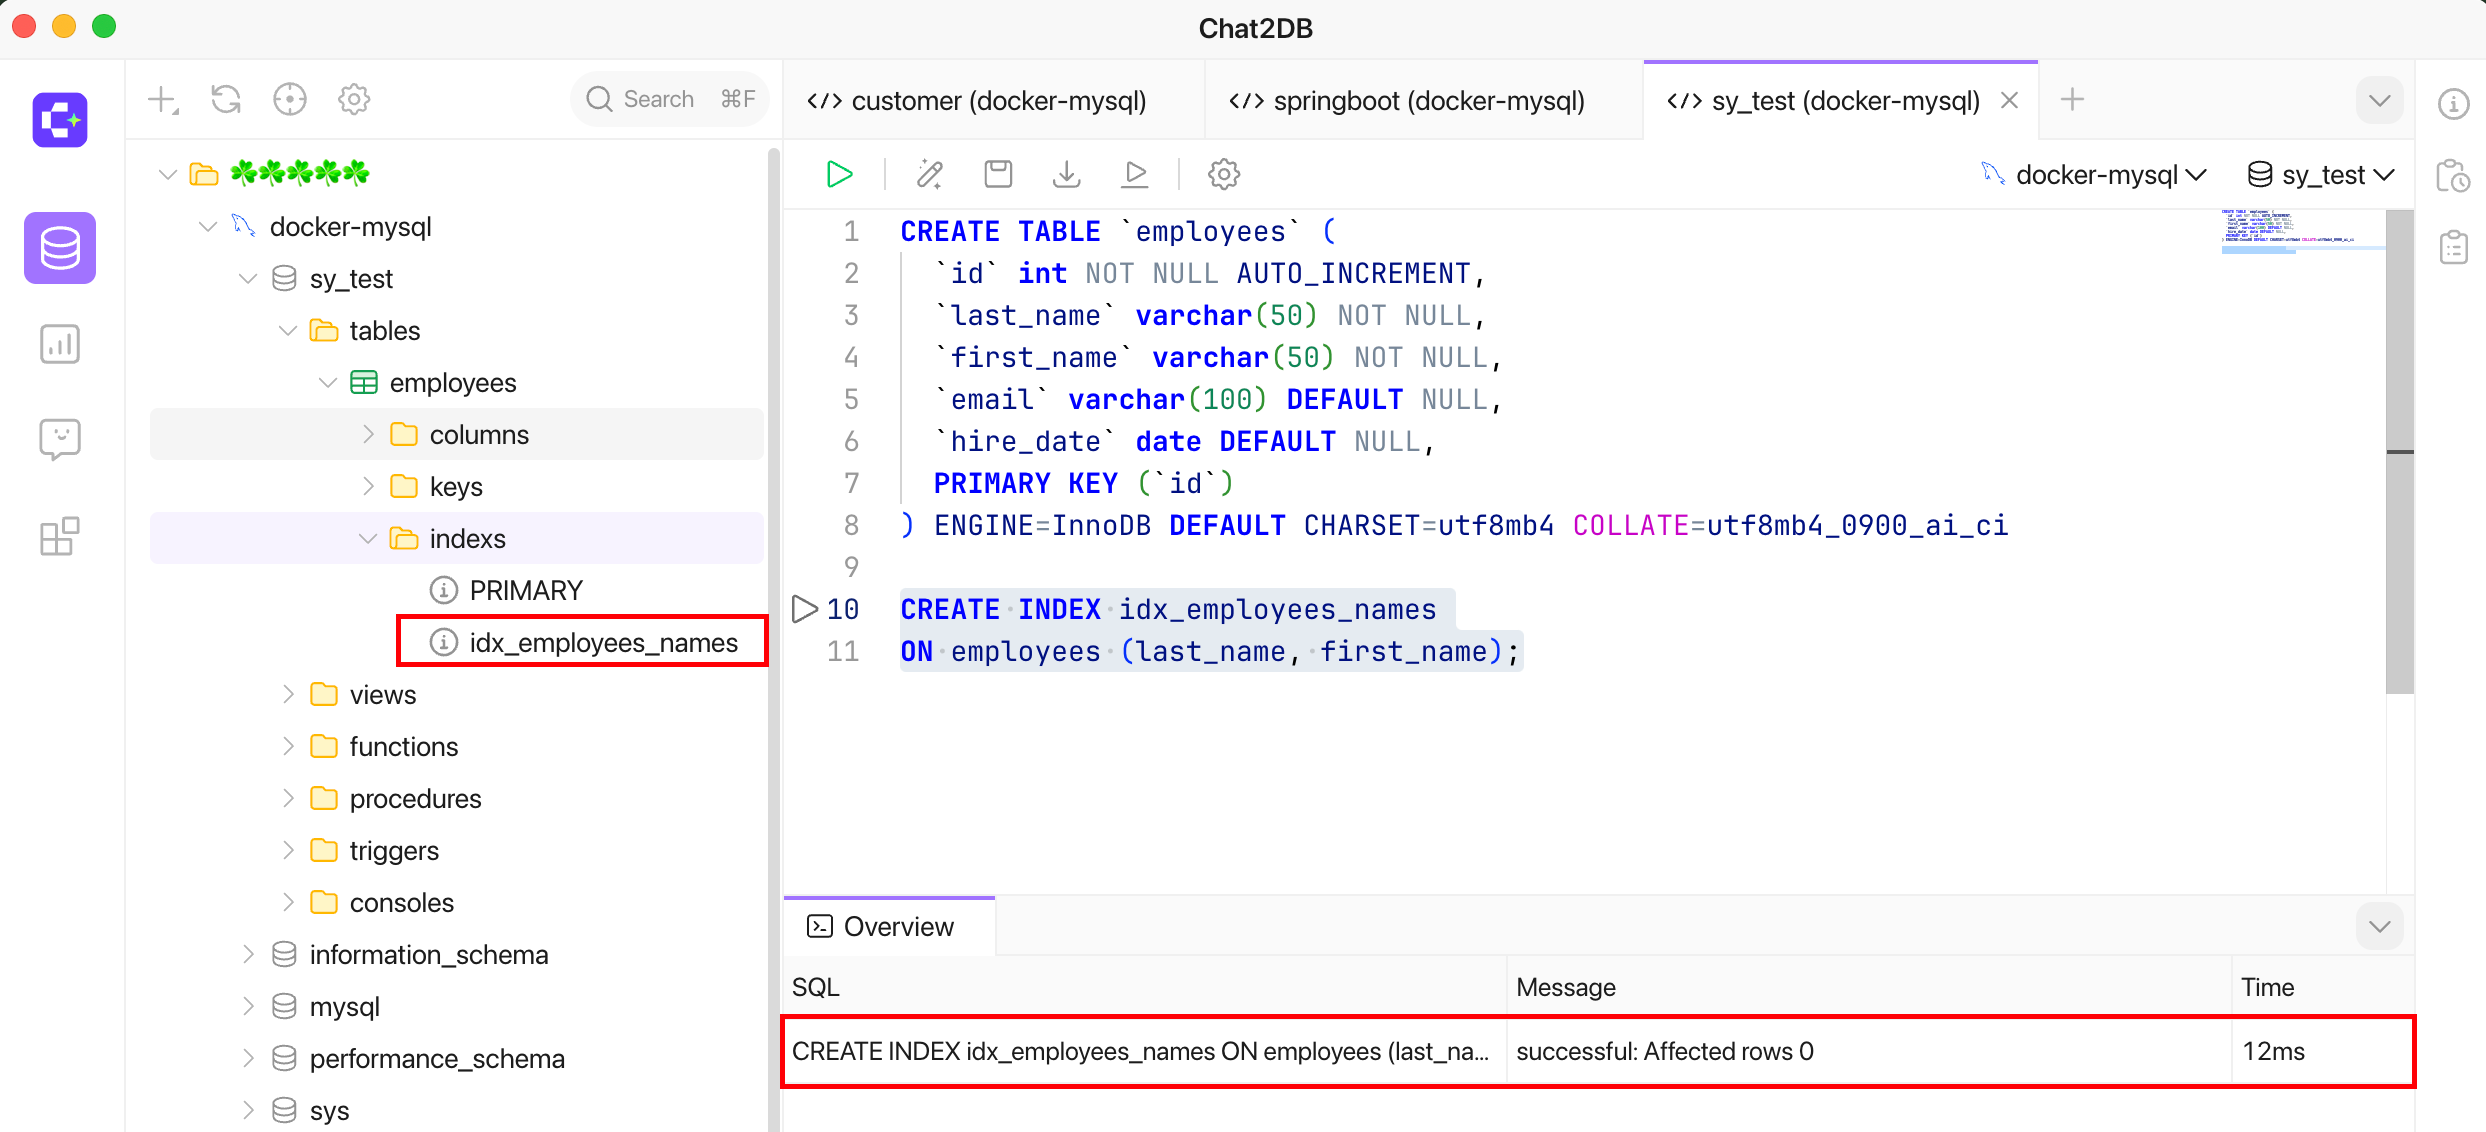 Chat2DB
Search ⌘F
☘☘☘☘☘
docker-mysql
sy_test
tables
employees
columns
keys
indexs
PRIMARY
idx_employees_names
views
functions
procedures
triggers
consoles
information_schema
mysql
performance_schema
sys
</> customer (docker-mysql)
</> springboot (docker-mysql)
</> sy_test (docker-mysql)
docker-mysql
sy_test
1 CREATE TABLE `employees` (
2 `id` int NOT NULL AUTO_INCREMENT,
3 `last_name` varchar(50) NOT NULL,
4 `first_name` varchar(50) NOT NULL,
5 `email` varchar(100) DEFAULT NULL,
6 `hire_date` date DEFAULT NULL,
7 PRIMARY KEY (`id`)
8 ) ENGINE=InnoDB DEFAULT CHARSET=utf8mb4 COLLATE=utf8mb4_0900_ai_ci
9
10 CREATE INDEX idx_employees_names
11 ON employees (last_name, first_name);
Overview
SQL Message Time
CREATE INDEX idx_employees_names ON employees (last_na... successful: Affected rows 0 12ms